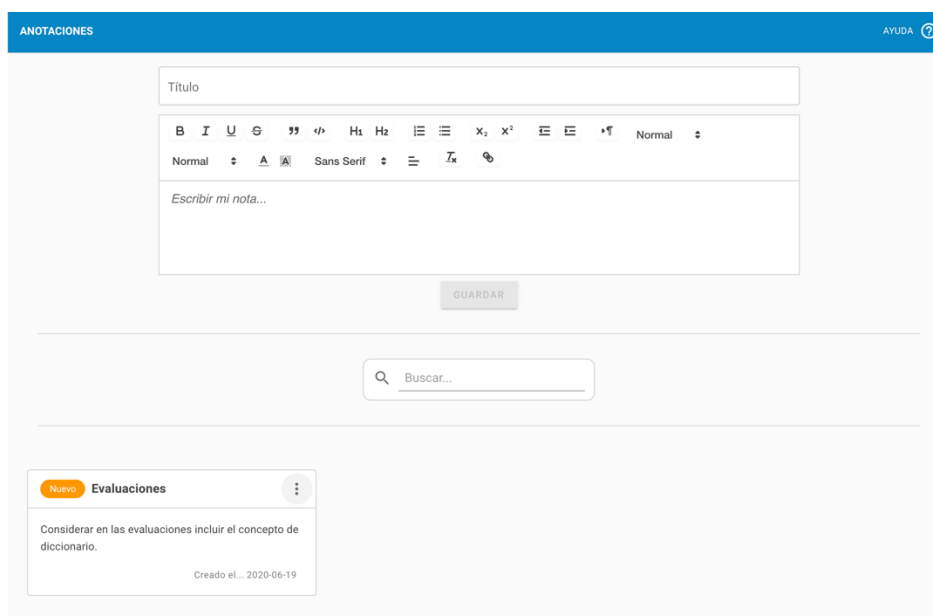 ANOTACIONES AYUDA
Título
B I U S H1 H2 X₂ X² Normal
Normal A A Sans Serif Tx
Escribir mi nota...
GUARDAR
Buscar...
Nuevo Evaluaciones
Considerar en las evaluaciones incluir el concepto de
diccionario.
Creado el... 2020-06-19